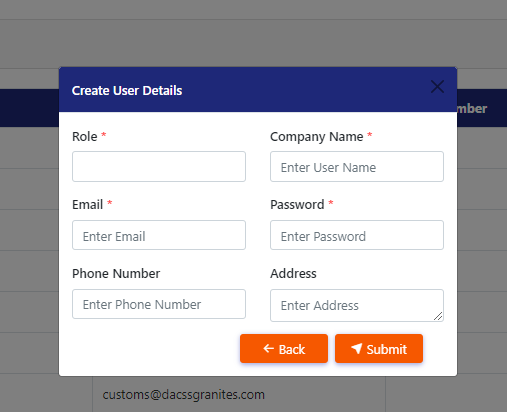 Create User Details
mber
Role *
Company Name *
Enter User Name
Email *
Password *
Enter Email
Enter Password
Phone Number
Address
Enter Phone Number
Enter Address
Back
Submit
customs@dacssgranites.com